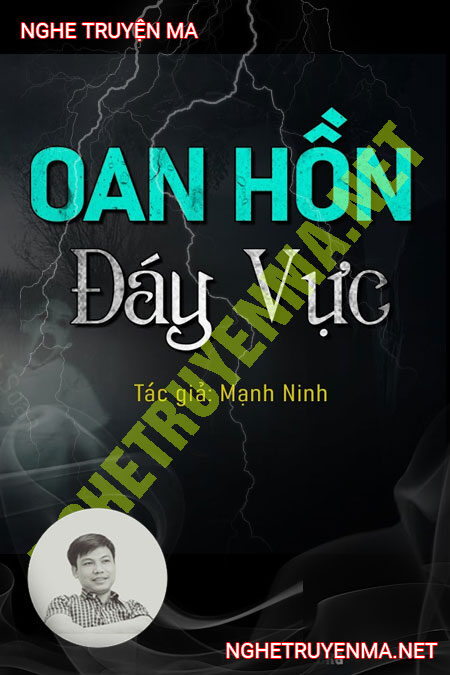 NGHE TRUYỆN MA
OAN HỒN
Đáy Vực
Tác giả: Mạnh Ninh
NGHETRUYENMA.NET
NGHETRUYENMA.NET